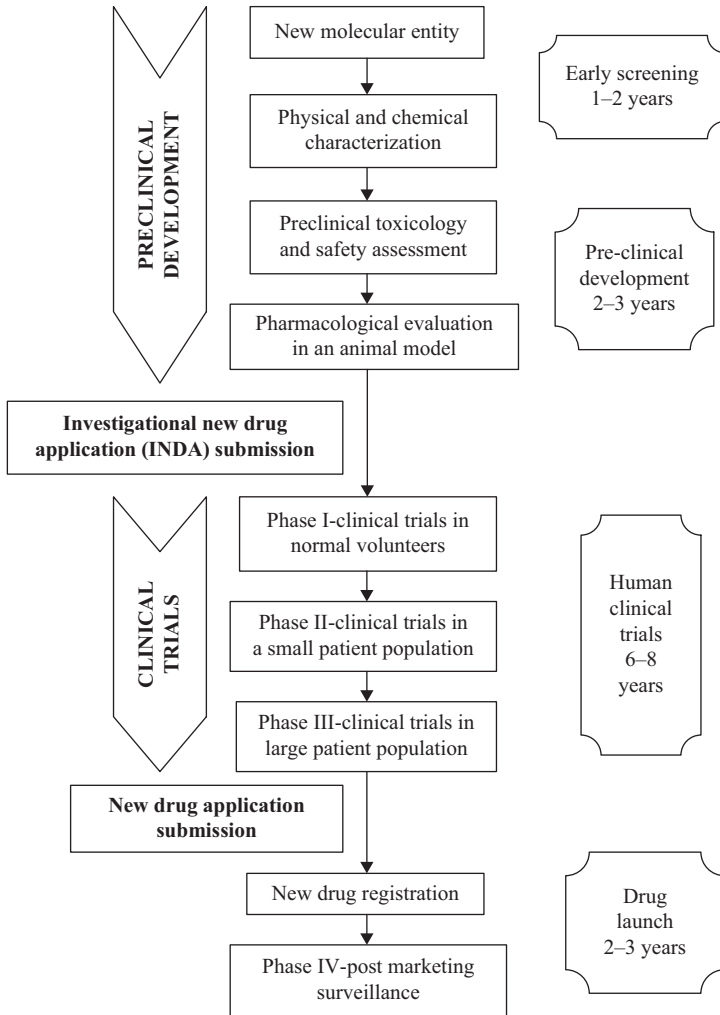 New molecular entity
Early screening
1–2 years
Physical and chemical
characterization
PRECLINICAL
DEVELOPMENT
Preclinical toxicology
and safety assessment
Pre-clinical
development
2–3 years
Pharmacological evaluation
in an animal model
Investigational new drug
application (INDA) submission
Phase I-clinical trials in
normal volunteers
CLINICAL
TRIALS
Phase II-clinical trials in
a small patient population
Human
clinical
trials
6–8
years
Phase III-clinical trials in
large patient population
New drug application
submission
New drug registration
Drug
launch
2–3 years
Phase IV-post marketing
surveillance